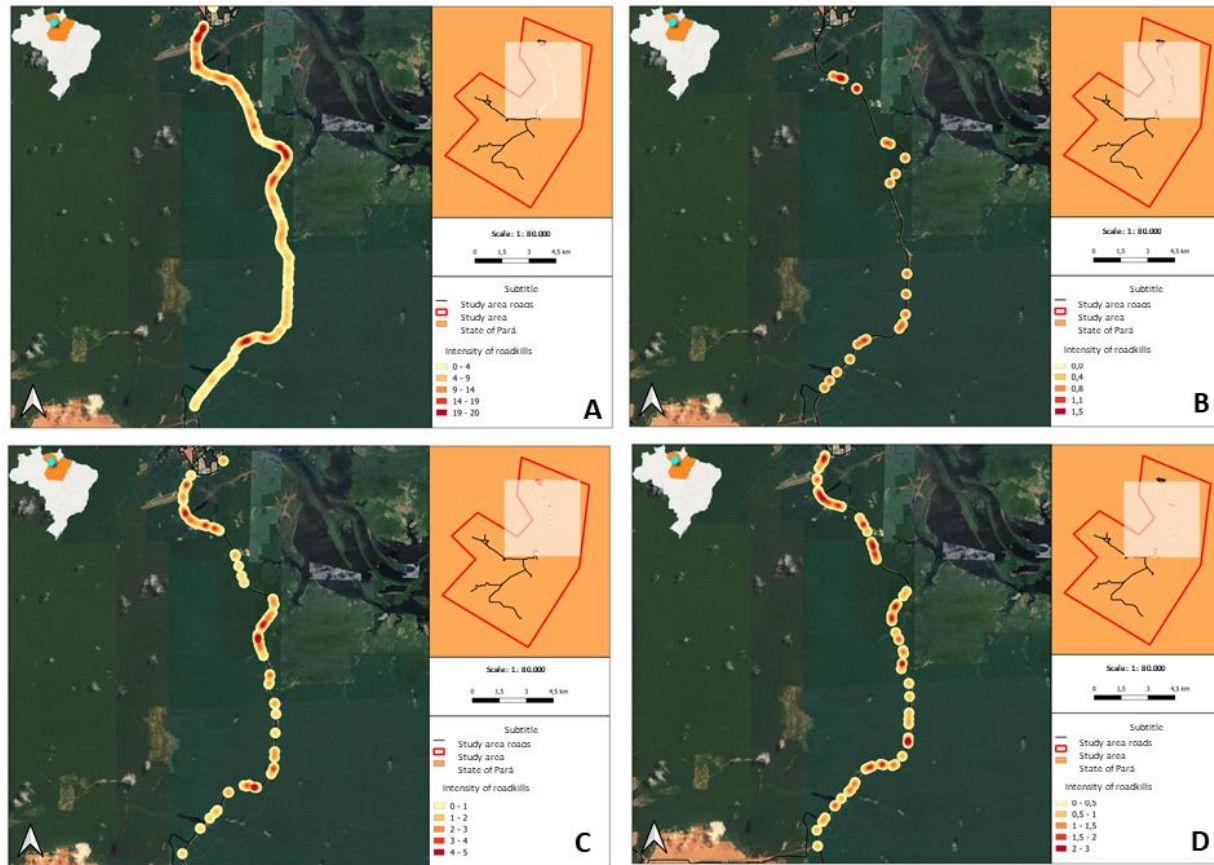 Scale: 1: 80.000
0 1,5 3 4,5 km
Subtitle
Study area roads
Study area
State of Pará
Intensity of roadkills
0 - 4
4 - 9
9 - 14
14 - 19
19 - 20
A
Scale: 1: 80.000
0 1,5 3 4,5 km
Subtitle
Study area roads
Study area
State of Pará
Intensity of roadkills
0,0
0,4
0,8
1,1
1,5
B
Scale: 1: 80.000
0 1,5 3 4,5 km
Subtitle
Study area roads
Study area
State of Pará
Intensity of roadkills
0 - 1
1 - 2
2 - 3
3 - 4
4 - 5
C
Scale: 1: 80.000
0 1,5 3 4,5 km
Subtitle
Study area roads
Study area
State of Pará
Intensity of roadkills
0 - 0,5
0,5 - 1
1 - 1,5
1,5 - 2
2 - 3
D